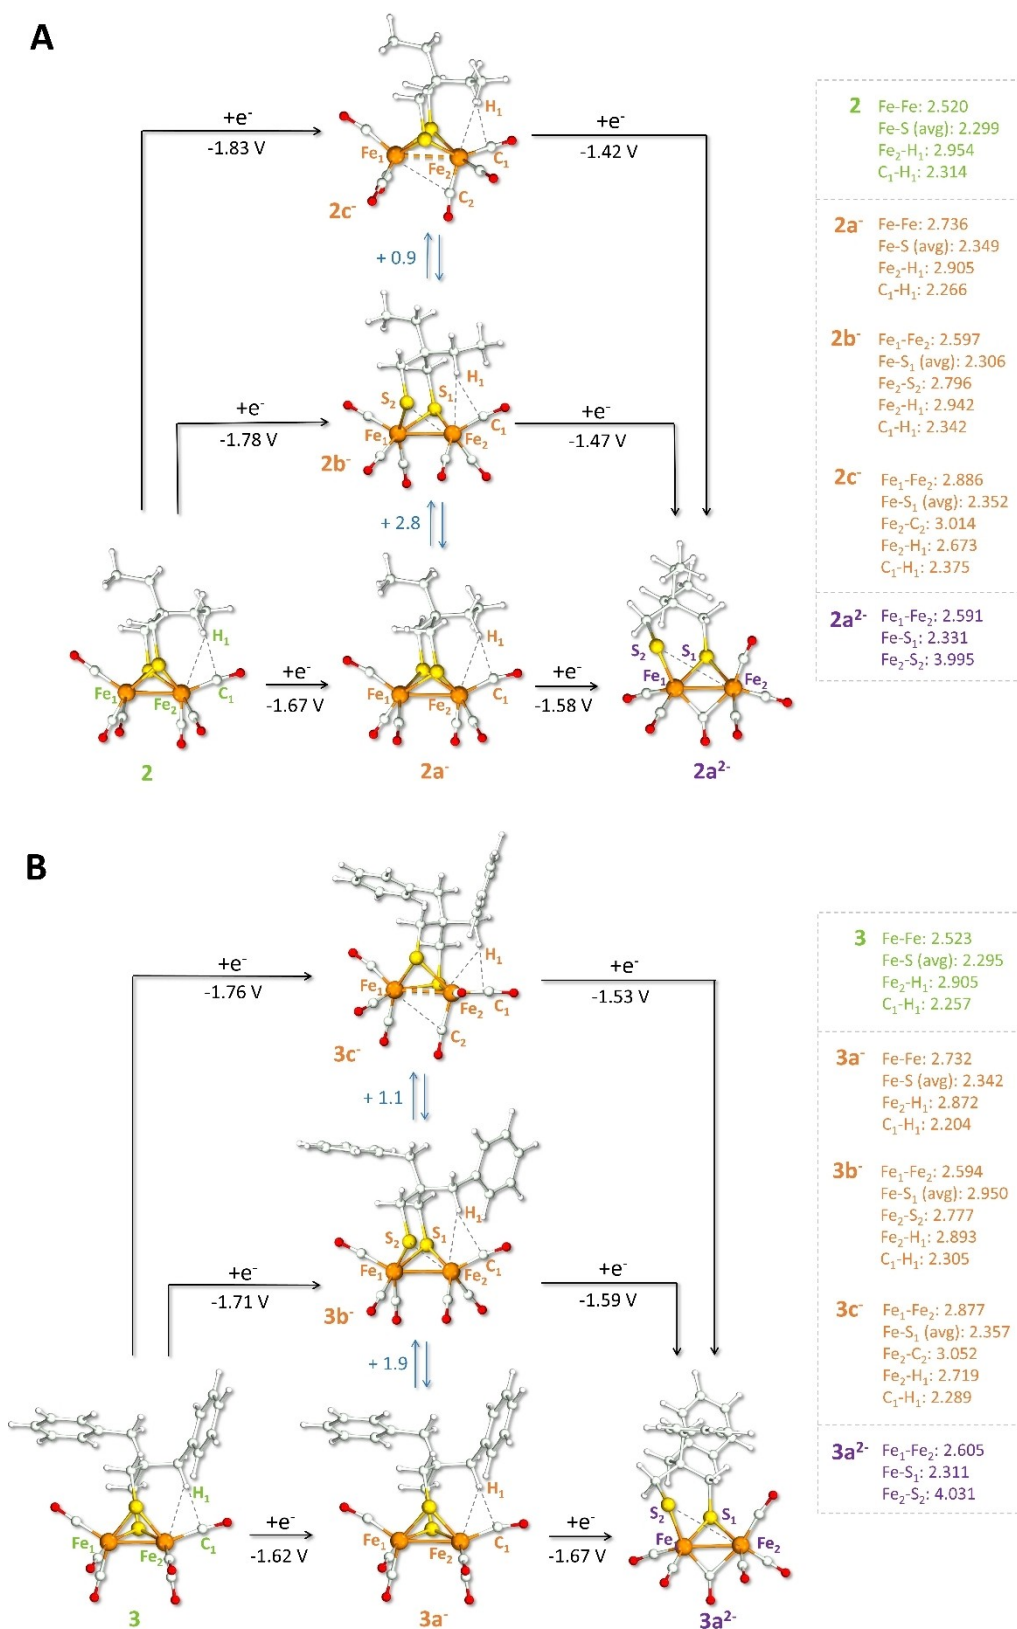 A
+e⁻
-1.83 V
+e⁻
-1.42 V
H₁
Fe₁
Fe₂
C₁
C₂
2c⁻
+ 0.9
+e⁻
-1.78 V
+e⁻
-1.47 V
H₁
S₂
S₁
C₁
Fe₁
Fe₂
2b⁻
+ 2.8
H₁
Fe₁
Fe₂
C₁
2
+e⁻
-1.67 V
H₁
Fe₁
Fe₂
C₁
2a⁻
+e⁻
-1.58 V
S₂
S₁
Fe₁
Fe₂
2a²⁻
2 Fe-Fe: 2.520
Fe-S (avg): 2.299
Fe₂-H₁: 2.954
C₁-H₁: 2.314
2a⁻ Fe-Fe: 2.736
Fe-S (avg): 2.349
Fe₂-H₁: 2.905
C₁-H₁: 2.266
2b⁻ Fe₁-Fe₂: 2.597
Fe-S₁ (avg): 2.306
Fe₂-S₂: 2.796
Fe₂-H₁: 2.942
C₁-H₁: 2.342
2c⁻ Fe₁-Fe₂: 2.886
Fe-S₁ (avg): 2.352
Fe₂-C₂: 3.014
Fe₂-H₁: 2.673
C₁-H₁: 2.375
2a²⁻ Fe₁-Fe₂: 2.591
Fe-S₁: 2.331
Fe₂-S₂: 3.995
B
+e⁻
-1.76 V
+e⁻
-1.53 V
H₁
Fe₁
Fe₂
C₁
C₂
3c⁻
+ 1.1
+e⁻
-1.71 V
+e⁻
-1.59 V
H₁
S₂
S₁
C₁
Fe₁
Fe₂
3b⁻
+ 1.9
H₁
Fe₁
Fe₂
C₁
3
+e⁻
-1.62 V
H₁
Fe₁
Fe₂
C₁
3a⁻
+e⁻
-1.67 V
S₂
S₁
Fe
Fe₂
3a²⁻
3 Fe-Fe: 2.523
Fe-S (avg): 2.295
Fe₂-H₁: 2.905
C₁-H₁: 2.257
3a⁻ Fe-Fe: 2.732
Fe-S (avg): 2.342
Fe₂-H₁: 2.872
C₁-H₁: 2.204
3b⁻ Fe₁-Fe₂: 2.594
Fe-S₁ (avg): 2.950
Fe₂-S₂: 2.777
Fe₂-H₁: 2.893
C₁-H₁: 2.305
3c⁻ Fe₁-Fe₂: 2.877
Fe-S₁ (avg): 2.357
Fe₂-C₂: 3.052
Fe₂-H₁: 2.719
C₁-H₁: 2.289
3a²⁻ Fe₁-Fe₂: 2.605
Fe-S₁: 2.311
Fe₂-S₂: 4.031